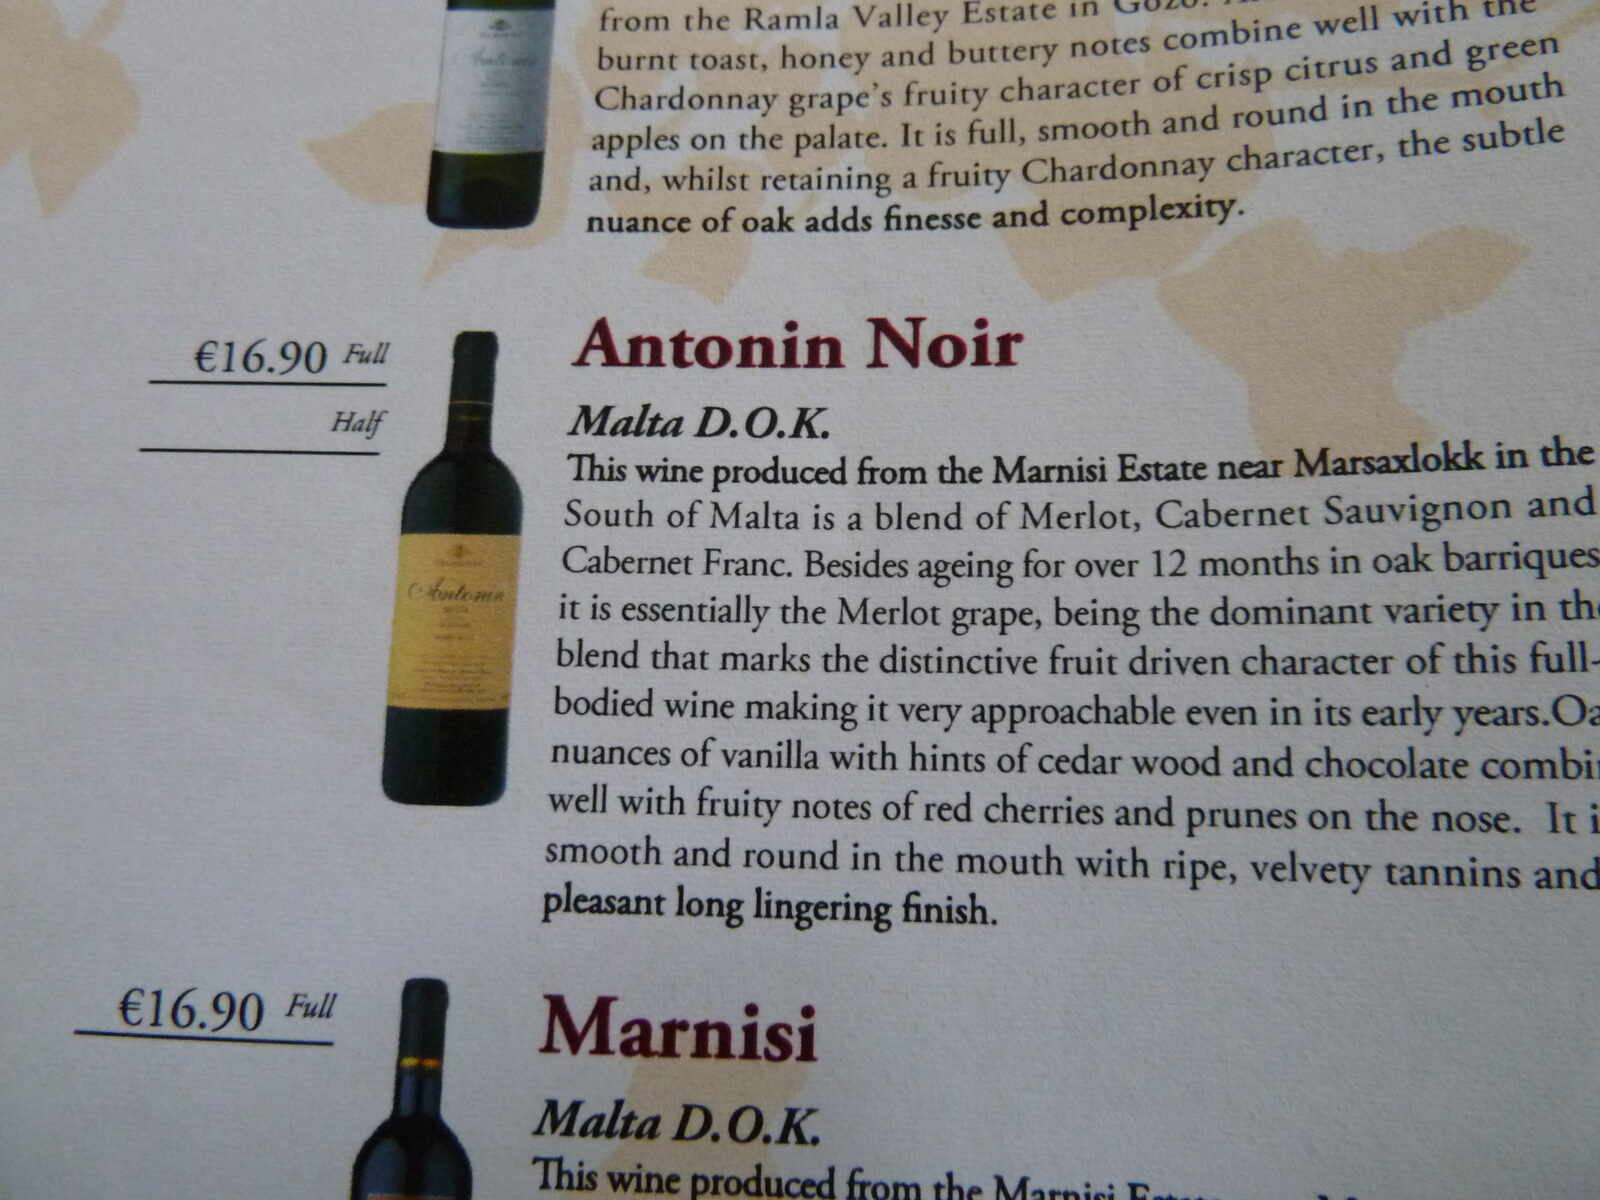 from the Ramla Valley Estate in Gozo.
burnt toast, honey and buttery notes combine well with the
Chardonnay grape's fruity character of crisp citrus and green
apples on the palate. It is full, smooth and round in the mouth
and, whilst retaining a fruity Chardonnay character, the subtle
nuance of oak adds finesse and complexity.
€16.90 Full
Half
Antonin
Antonin Noir
Malta D.O.K.
This wine produced from the Marnisi Estate near Marsaxlokk in the
South of Malta is a blend of Merlot, Cabernet Sauvignon and
Cabernet Franc. Besides ageing for over 12 months in oak barriques
it is essentially the Merlot grape, being the dominant variety in the
blend that marks the distinctive fruit driven character of this full-
bodied wine making it very approachable even in its early years.Oa
nuances of vanilla with hints of cedar wood and chocolate combi
well with fruity notes of red cherries and prunes on the nose. It i
smooth and round in the mouth with ripe, velvety tannins and
pleasant long lingering finish.
€16.90 Full
Marnisi
Malta D.O.K.
This wine produced from the Marnisi Estate